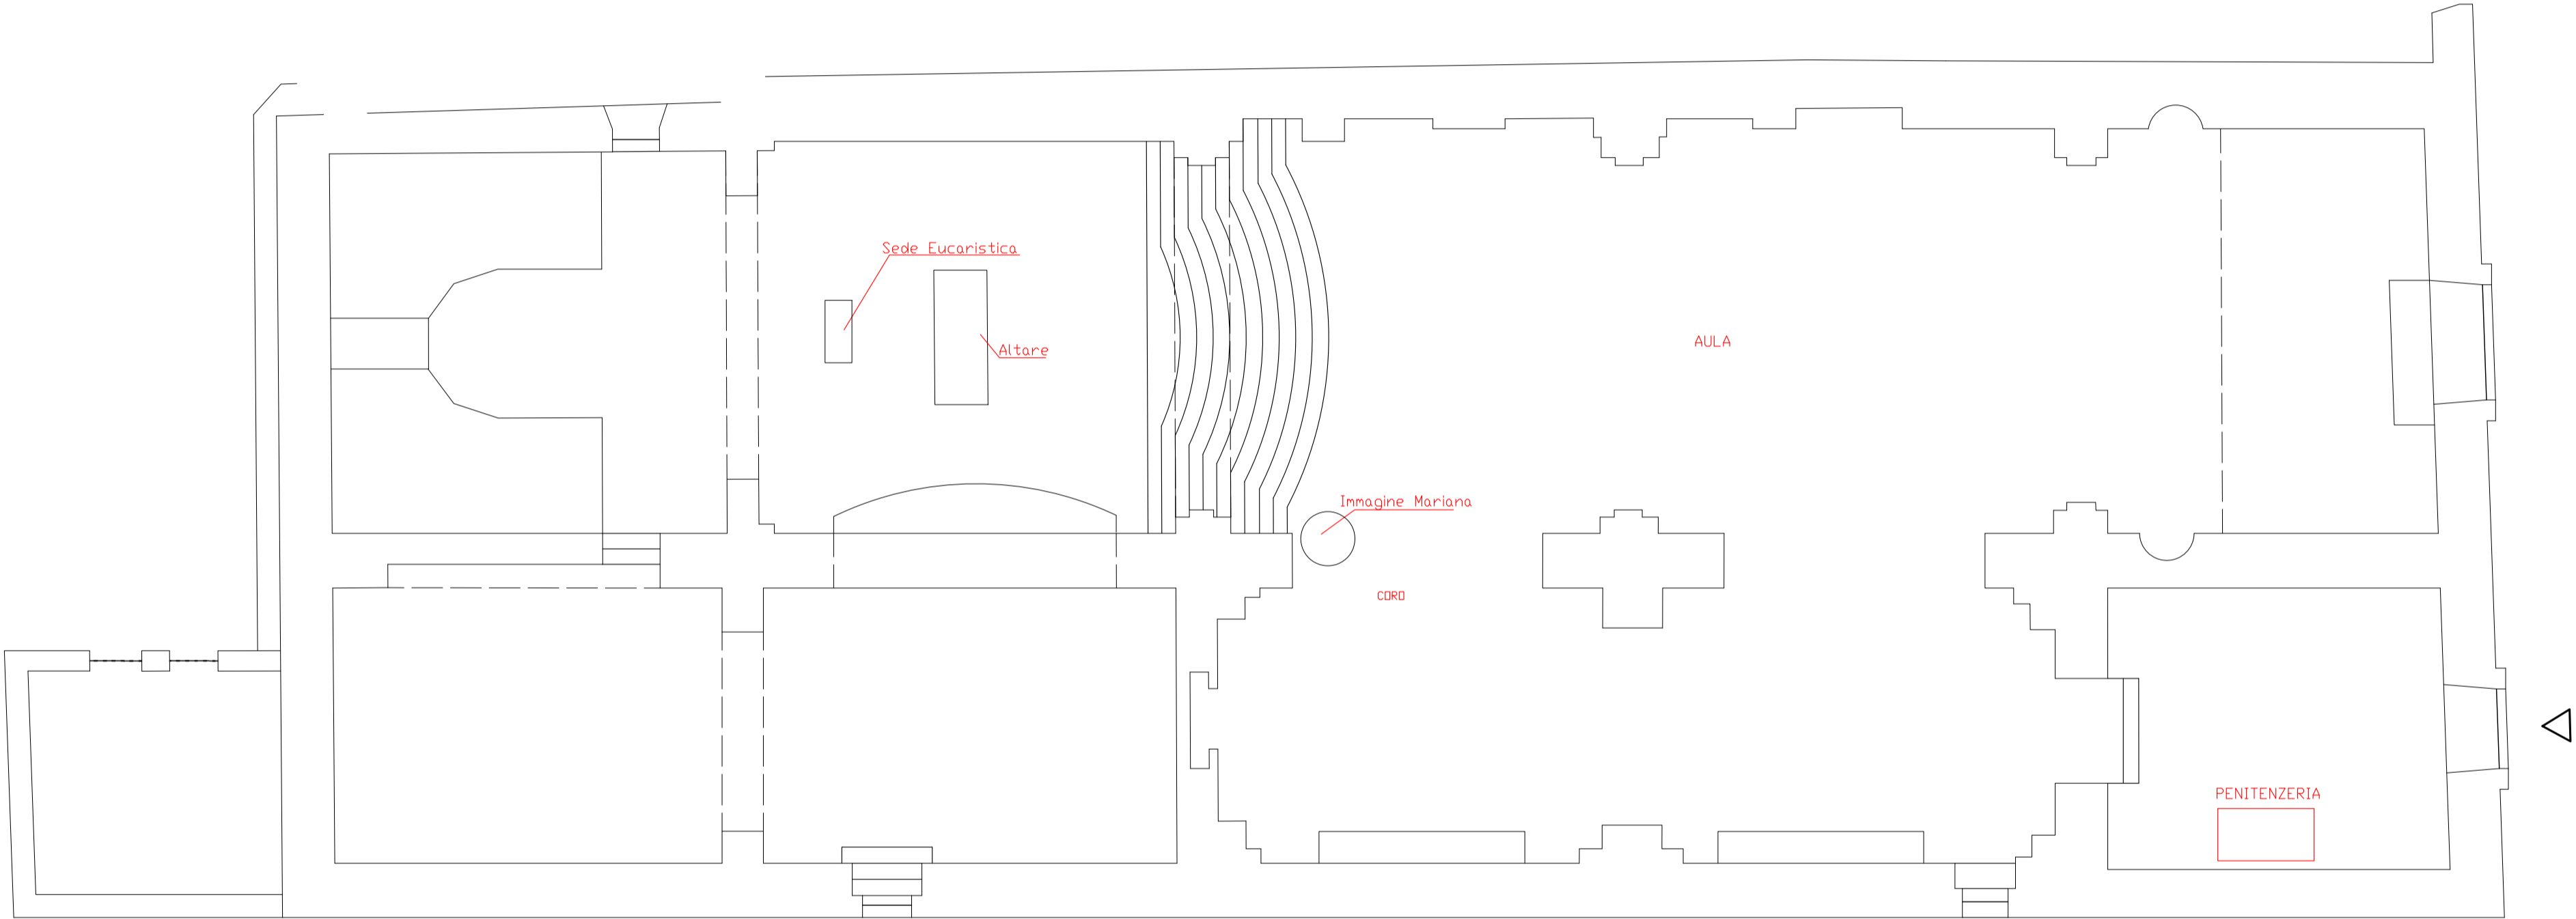 Sede Eucaristica
Altare
AULA
Immagine Mariana
CORO
PENITENZERIA